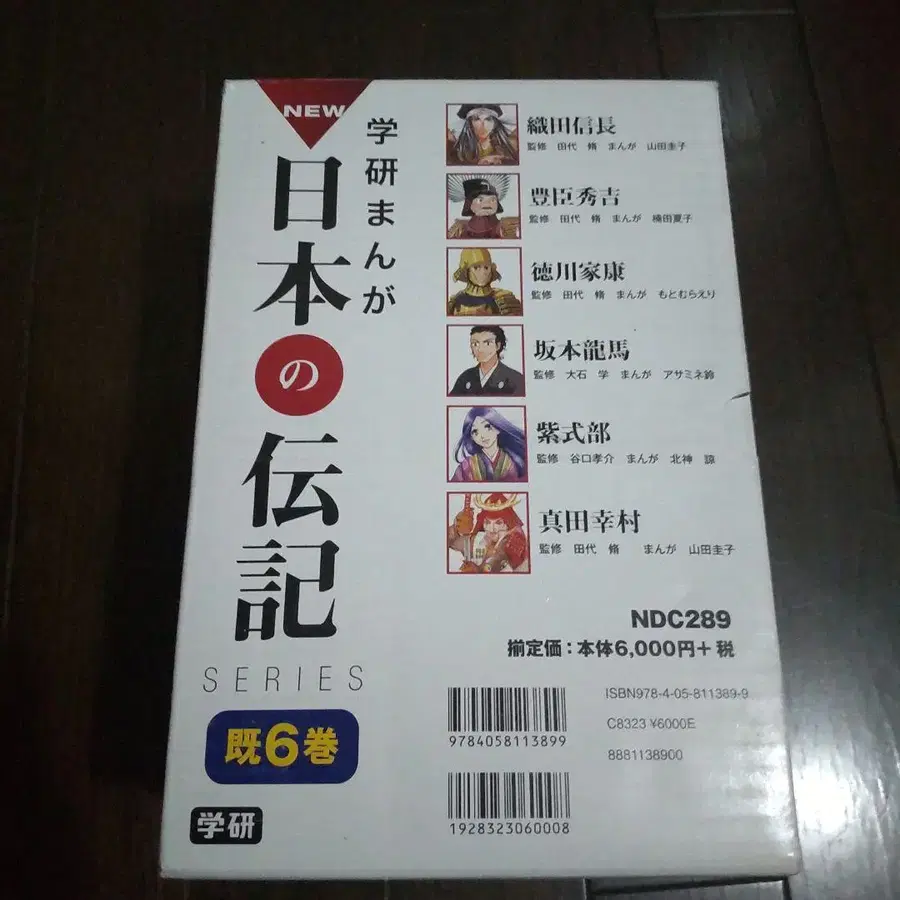 NEW
学研まんが
日本の伝記
SERIES
既6巻
学研
織田信長
監修 田代 脩 まんが 山田圭子
豊臣秀吉
監修 田代 脩 まんが 楠田夏子
徳川家康
監修 田代 脩 まんが もとむらえり
坂本龍馬
監修 大石 学 まんが アサミネ鈴
紫式部
監修 谷口孝介 まんが 北神 諒
真田幸村
監修 田代 脩 まんが 山田圭子
NDC289
揃定価：本体6,000円＋税
ISBN978-4-05-811389-9
C8323 ¥6000E
8881138900
9784058113899
1928323060008